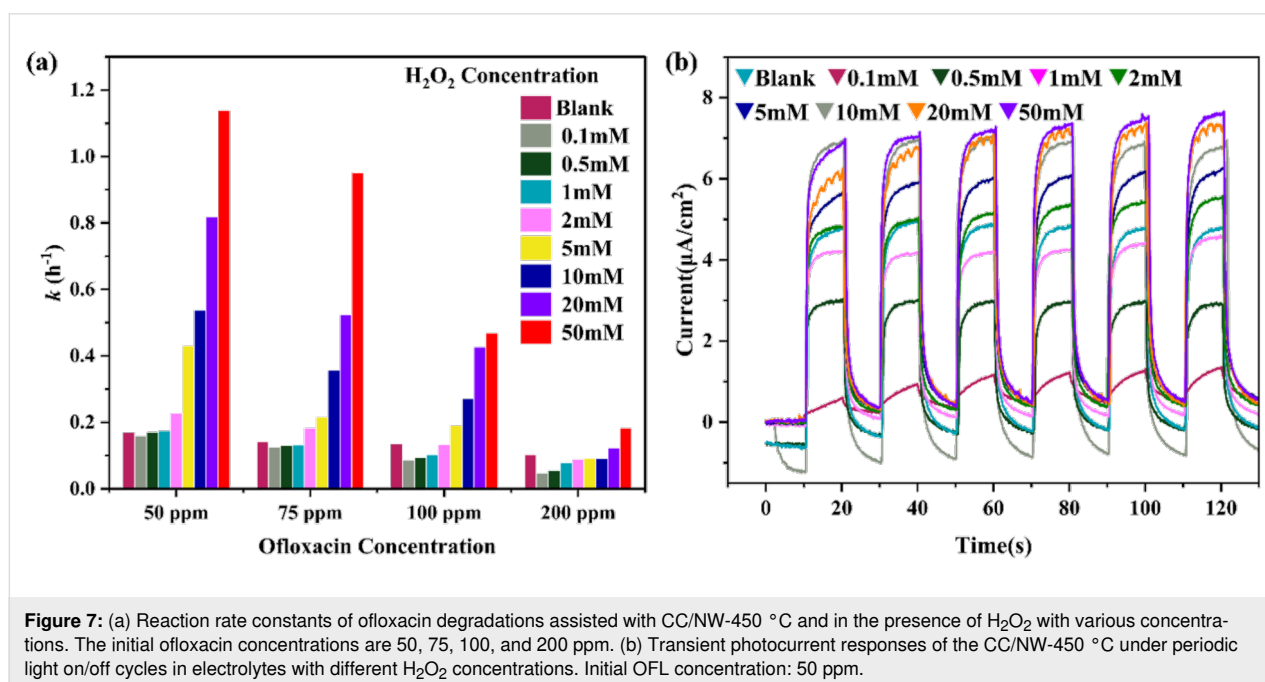 (a)
H₂O₂ Concentration
Blank
0.1mM
0.5mM
1mM
2mM
5mM
10mM
20mM
50mM
1.2
1.0
0.8
0.6
0.4
0.2
0.0
k (h⁻¹)
50 ppm 75 ppm 100 ppm 200 ppm
Ofloxacin Concentration
(b)
Blank 0.1mM 0.5mM 1mM 2mM
5mM 10mM 20mM 50mM
8
6
4
2
0
Current(μA/cm²)
0 20 40 60 80 100 120
Time(s)
Figure 7: (a) Reaction rate constants of ofloxacin degradations assisted with CC/NW-450 °C and in the presence of H₂O₂ with various concentra-
tions. The initial ofloxacin concentrations are 50, 75, 100, and 200 ppm. (b) Transient photocurrent responses of the CC/NW-450 °C under periodic
light on/off cycles in electrolytes with different H₂O₂ concentrations. Initial OFL concentration: 50 ppm.